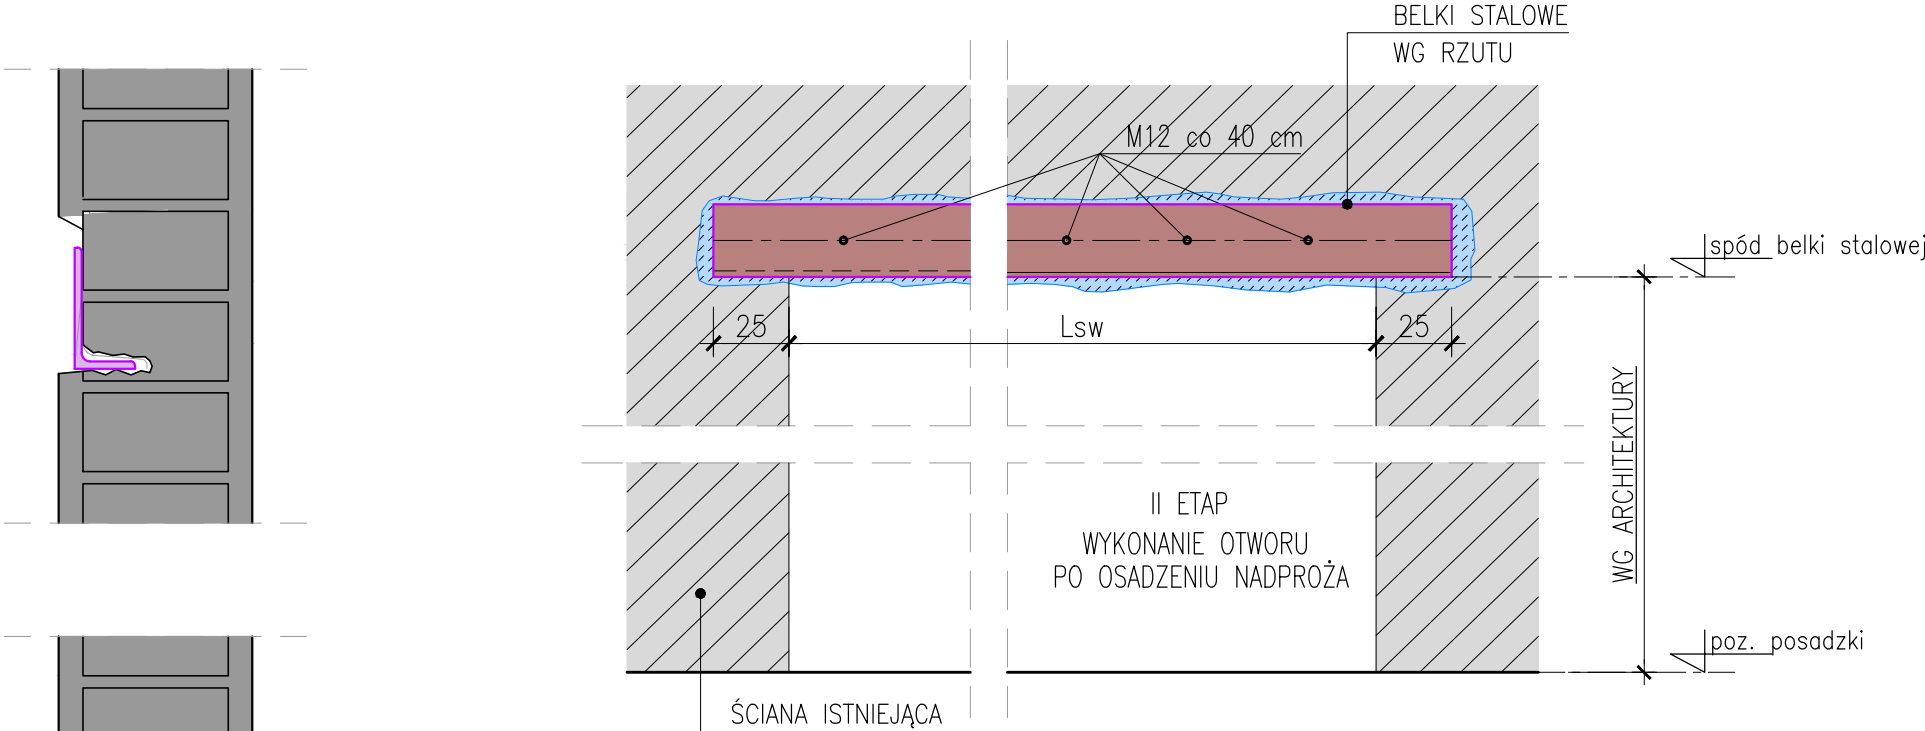 BELKI STALOWE
WG RZUTU
M12 co 40 cm
spód belki stalowej
25
Lsw
25
WG ARCHITEKTURY
II ETAP
WYKONANIE OTWORU
PO OSADZENIU NADPROŻA
poz. posadzki
ŚCIANA ISTNIEJĄCA